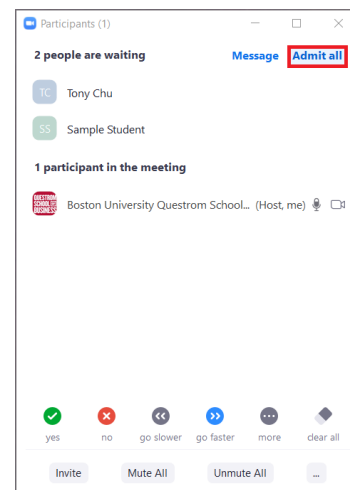 Participants (1)
2 people are waiting Message Admit all
TC Tony Chu
SS Sample Student
1 participant in the meeting
Boston University Questrom School... (Host, me)
yes no go slower go faster more clear all
Invite Mute All Unmute All ...